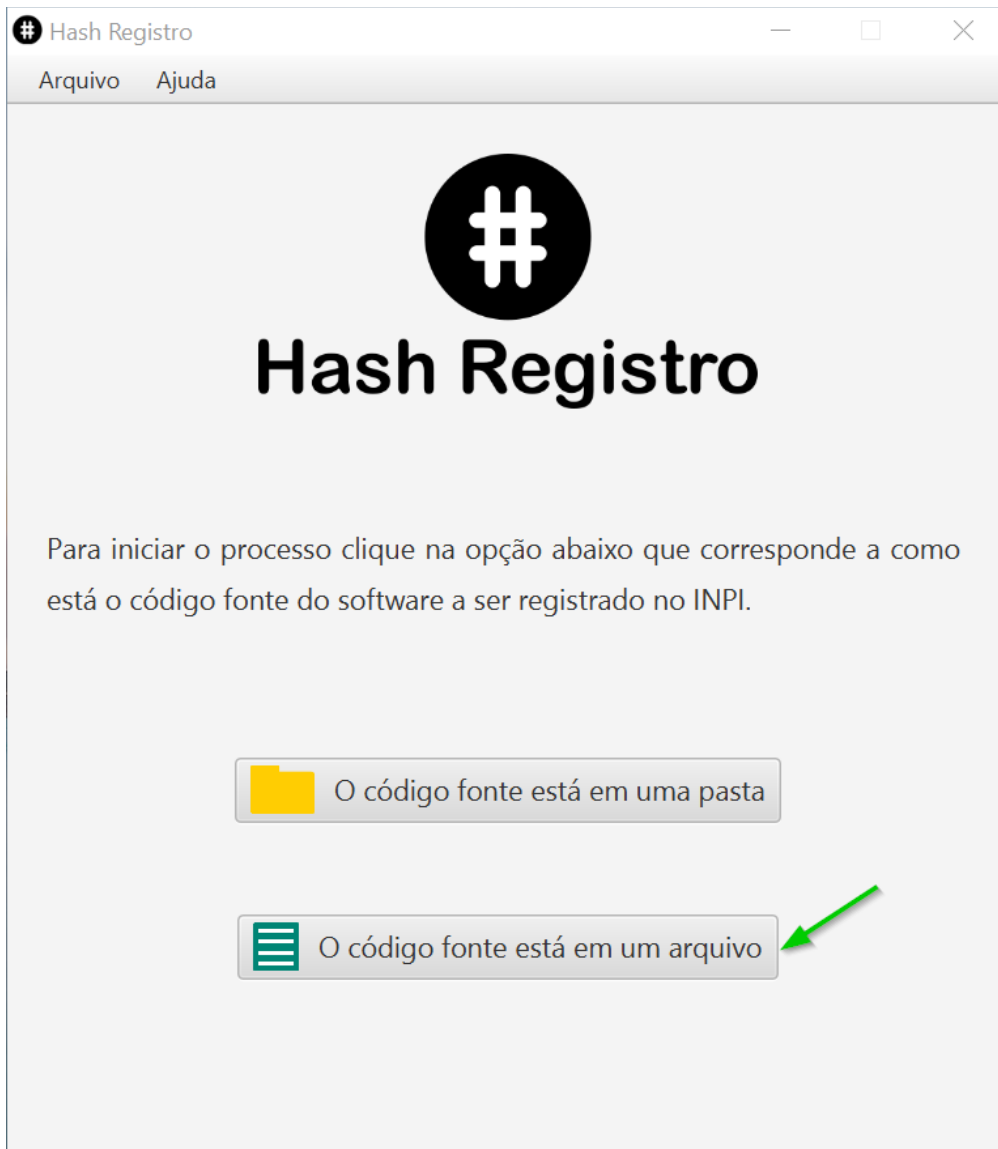 Hash Registro
Arquivo Ajuda
#
Hash Registro
Para iniciar o processo clique na opção abaixo que corresponde a como
está o código fonte do software a ser registrado no INPI.
O código fonte está em uma pasta
O código fonte está em um arquivo